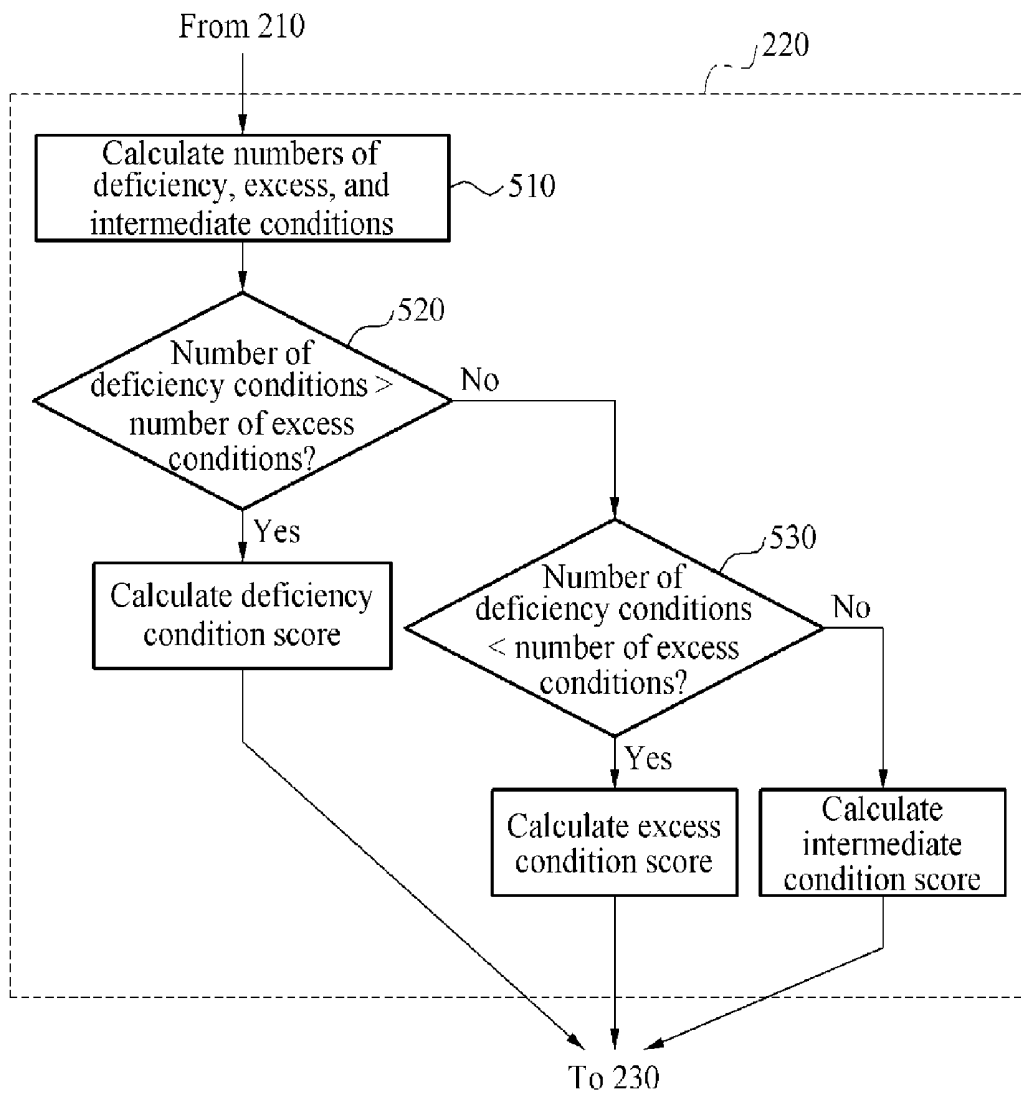 From 210
220
Calculate numbers of
deficiency, excess, and
intermediate conditions
510
520
Number of
deficiency conditions >
number of excess
conditions?
No
Yes
530
Calculate deficiency
condition score
Number of
deficiency conditions
< number of excess
conditions?
No
Yes
Calculate excess
condition score
Calculate
intermediate
condition score
To 230